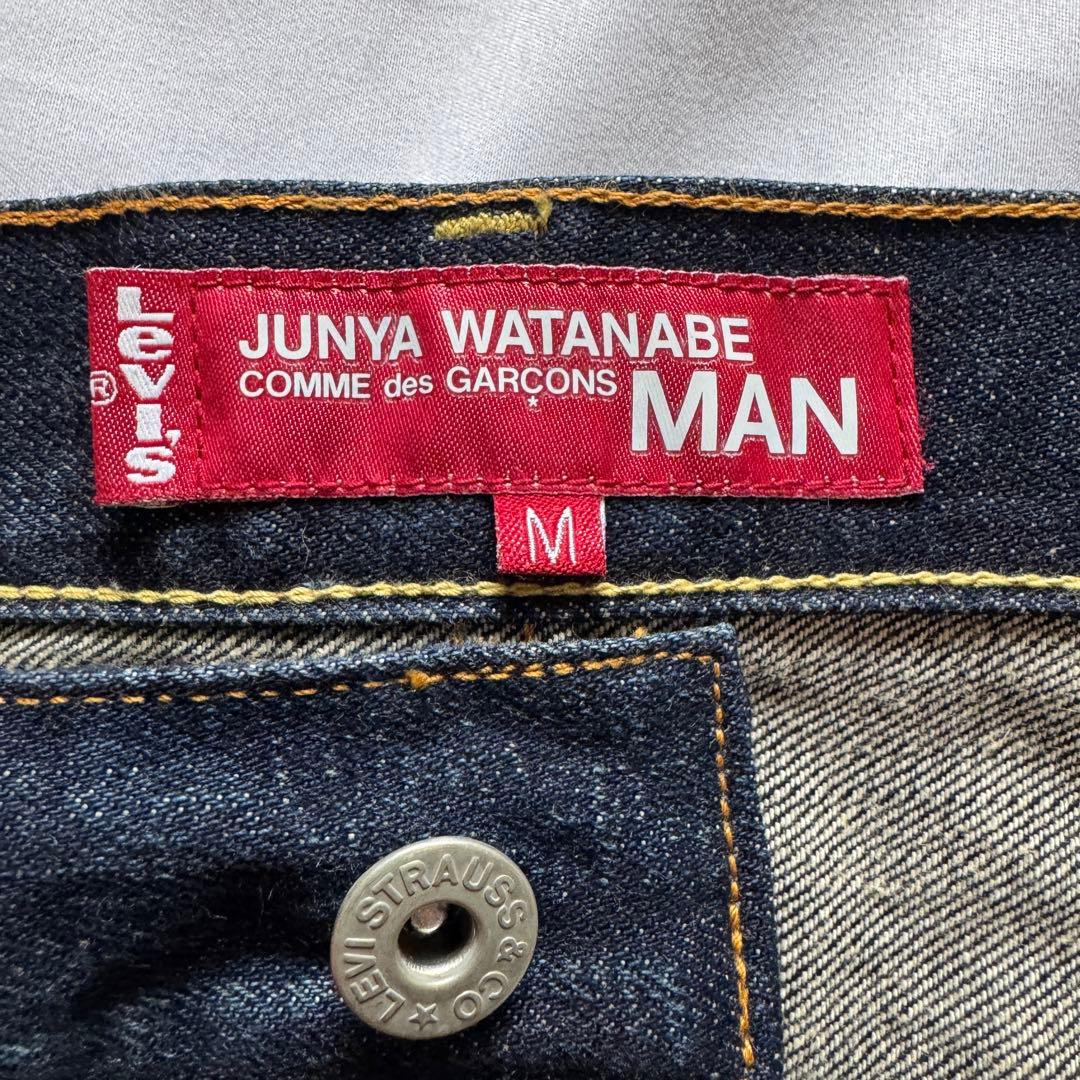 Levi's
®
JUNYA WATANABE
COMME des GARÇONS
MAN
M
LEVI STRAUSS & CO ★